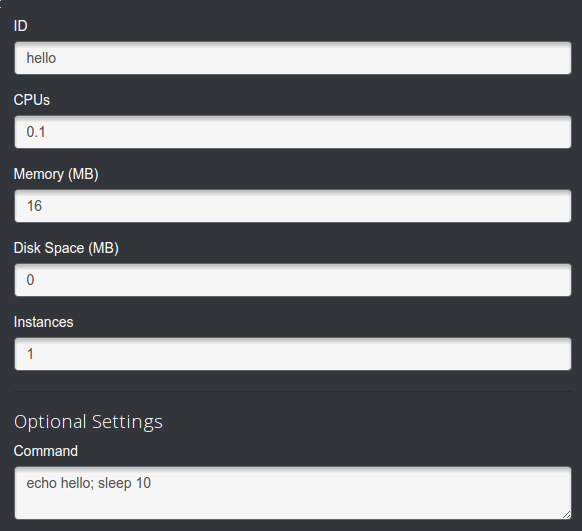 ID
hello
CPUs
0.1
Memory (MB)
16
Disk Space (MB)
0
Instances
1
Optional Settings
Command
echo hello; sleep 10